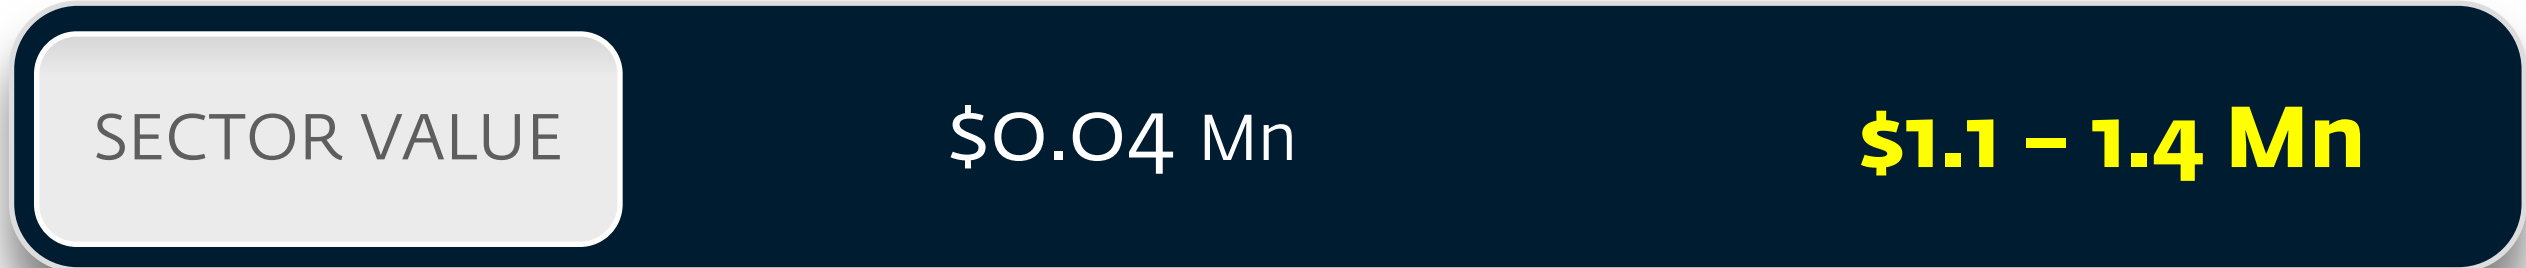 SECTOR VALUE $0.04 Mn $1.1 – 1.4 Mn